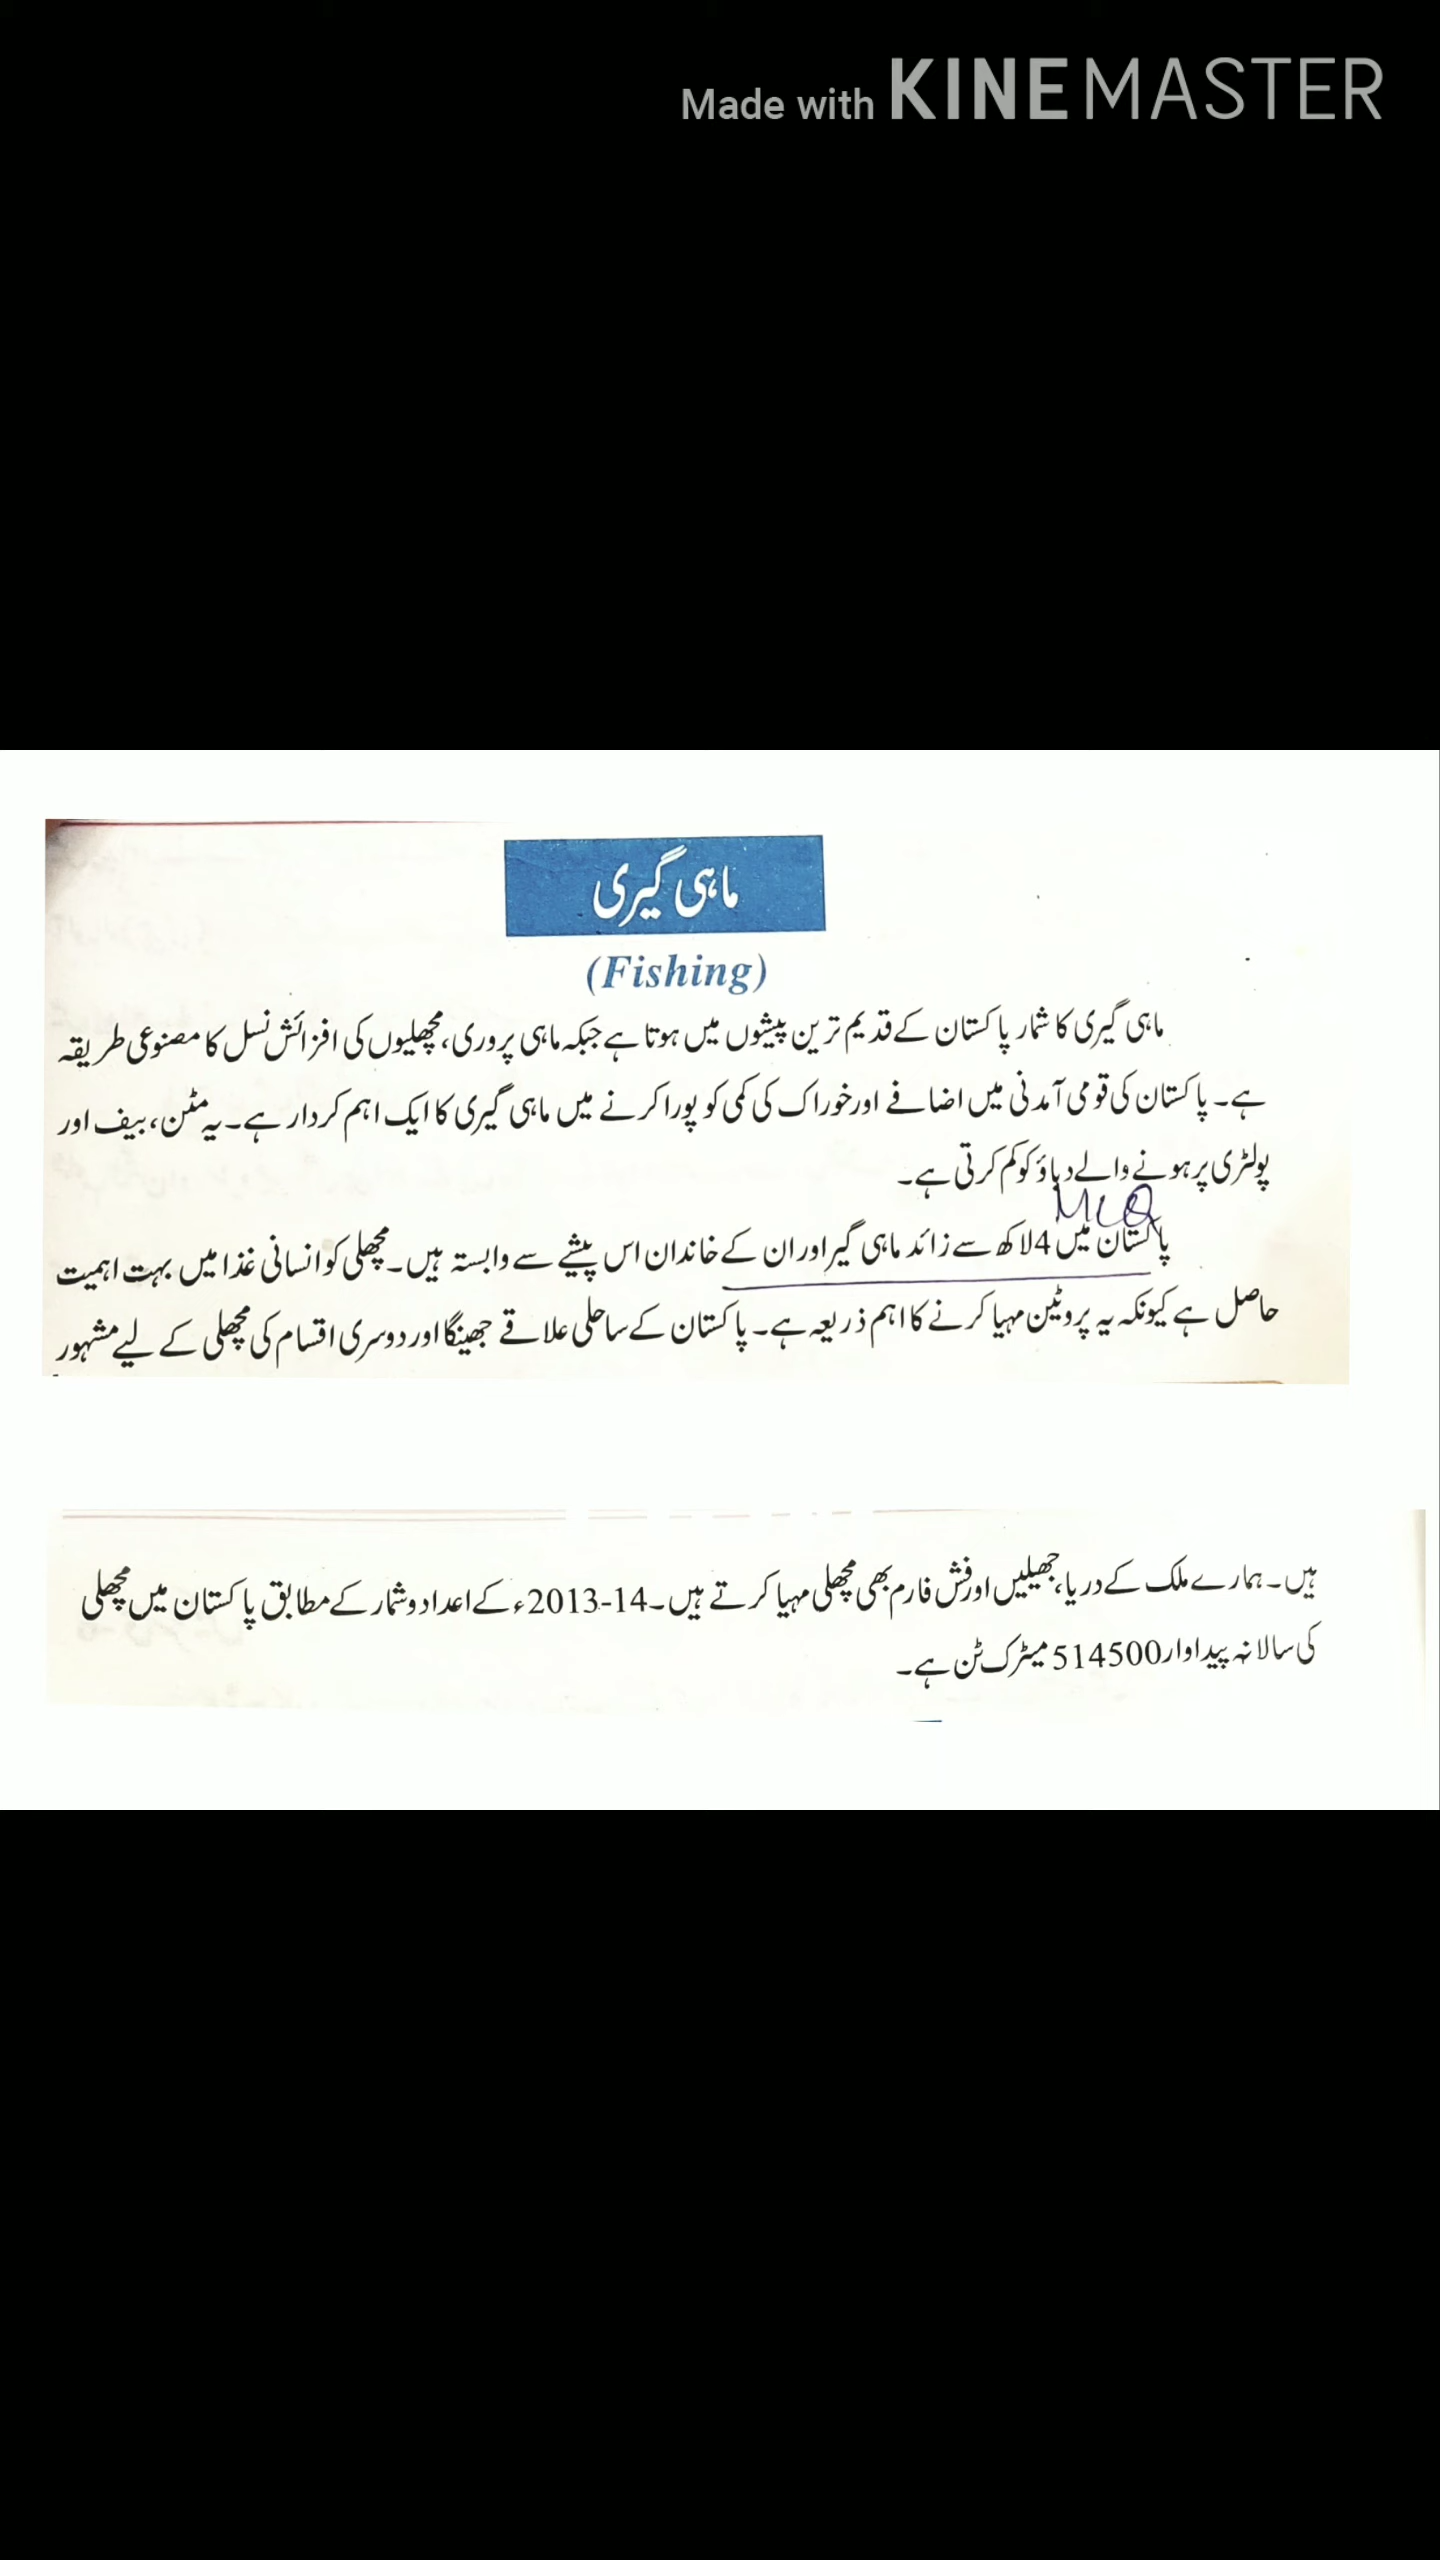 Made with KINEMASTER
ماہی گیری
(Fishing)
ماہی گیری کا شمار پاکستان کے قدیم ترین پیشوں میں ہوتا ہے جبکہ ماہی پروری، مچھلیوں کی افزائش نسل کا مصنوعی طریقہ
ہے۔ پاکستان کی قومی آمدنی میں اضافے اور خوراک کی کمی کو پورا کرنے میں ماہی گیری کا ایک اہم کردار ہے۔ یہ مٹن، بیف اور
پولٹری پر ہونے والے دباؤ کو کم کرتی ہے۔
MCQ
پاکستان میں 4 لاکھ سے زائد ماہی گیر اور ان کے خاندان اس پیشے سے وابستہ ہیں۔ مچھلی کو انسانی غذا میں بہت اہمیت
حاصل ہے کیونکہ یہ پروٹین مہیا کرنے کا اہم ذریعہ ہے۔ پاکستان کے ساحلی علاقے جھینگا اور دوسری اقسام کی مچھلی کے لیے مشہور
ہیں۔ ہمارے ملک کے دریا، جھیلیں اور فش فارم بھی مچھلی مہیا کرتے ہیں۔ 2013-14ء کے اعداد و شمار کے مطابق پاکستان میں مچھلی
کی سالانہ پیداوار 514500 میٹرک ٹن ہے۔